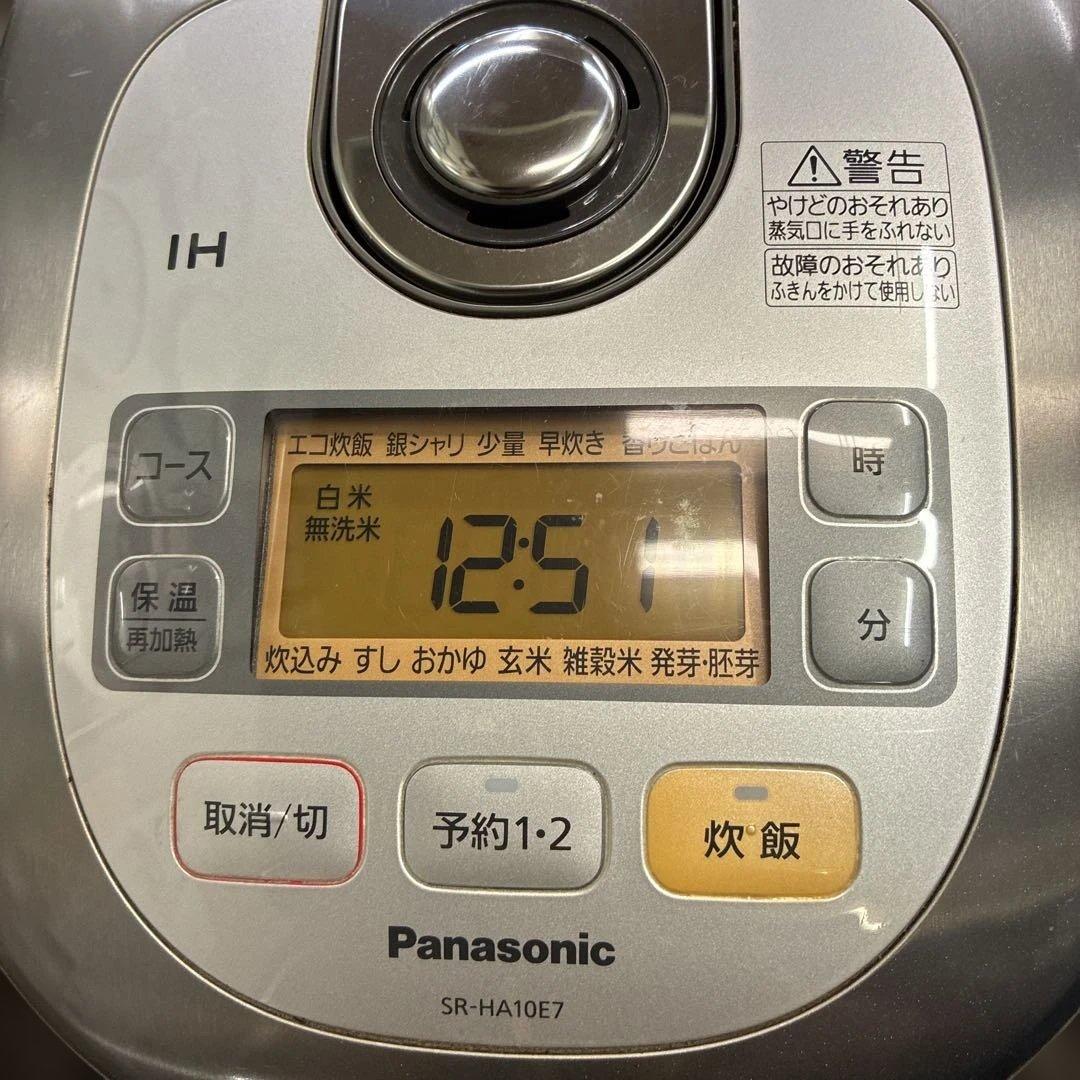 警告
やけどのおそれあり
蒸気口に手をふれない
故障のおそれあり
ふきんをかけて使用しない
IH
コース
エコ炊飯 銀シャリ 少量 早炊き 香りごはん
時
白米
無洗米
12:51
保温
再加熱
分
炊込み すし おかゆ 玄米 雑穀米 発芽・胚芽
取消/切
予約1・2
炊飯
Panasonic
SR-HA10E7